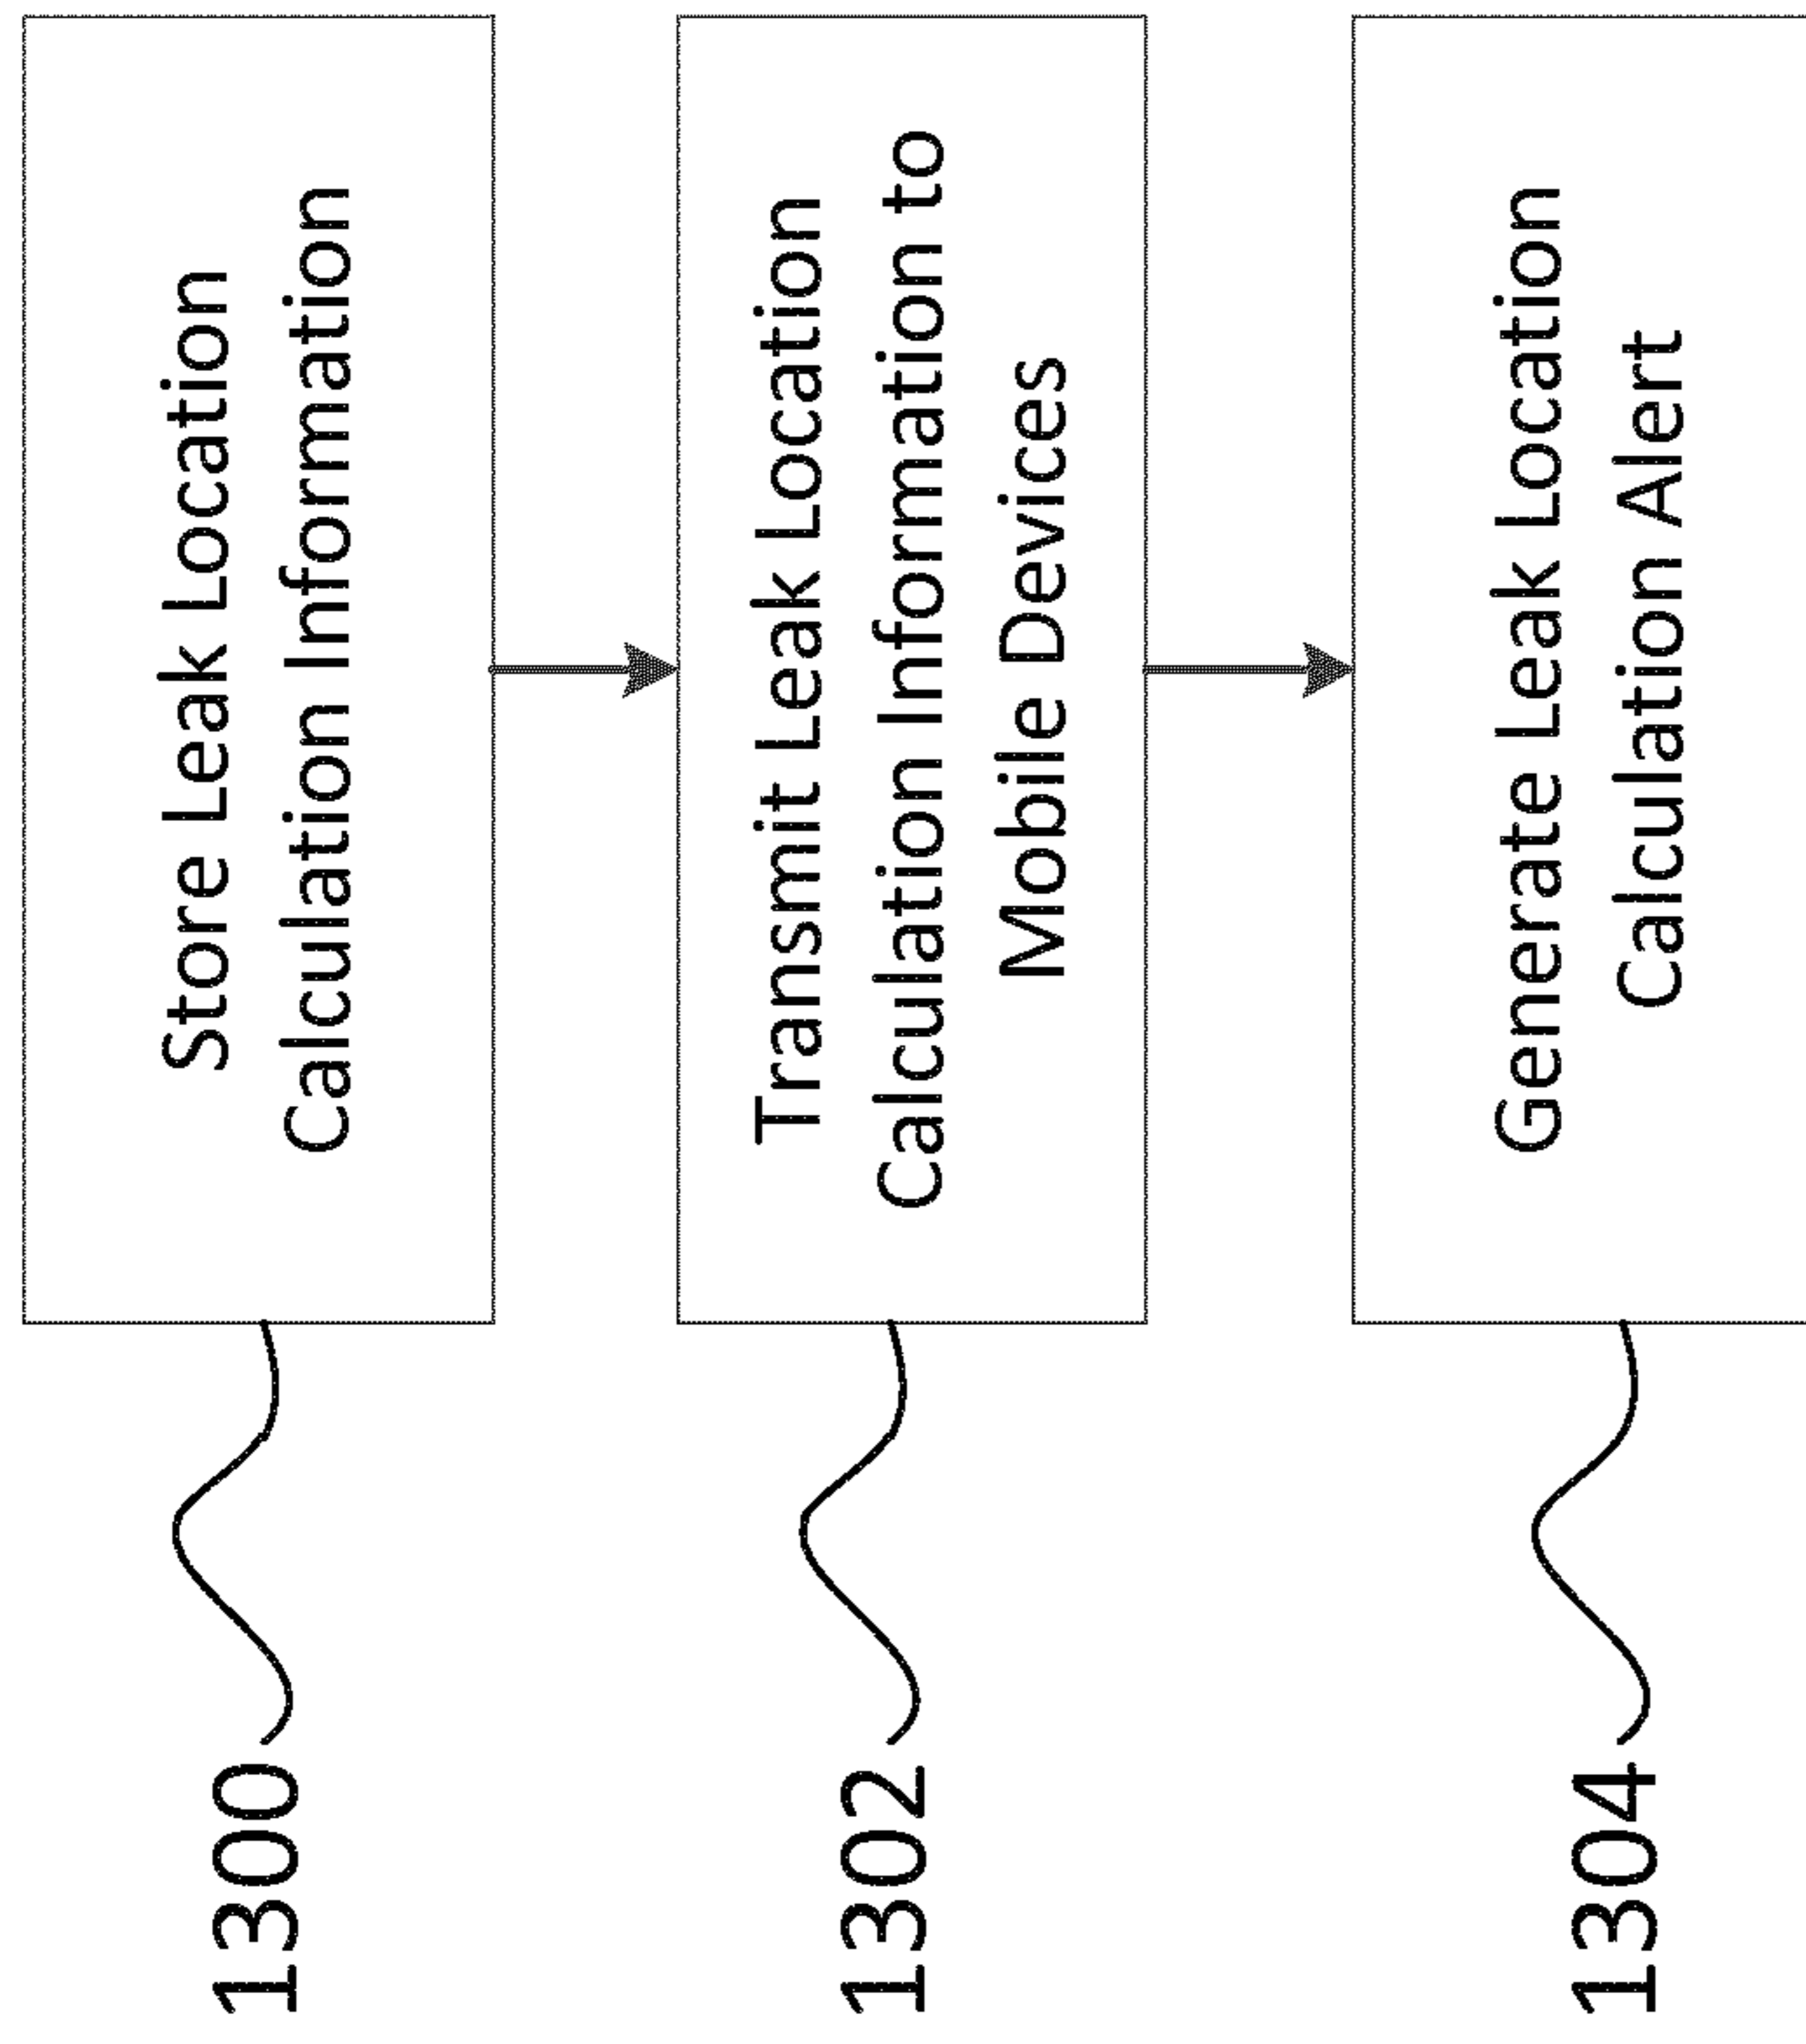 1300
Store Leak Location
Calculation Information
1302
Transmit Leak Location
Calculation Information to
Mobile Devices
1304
Generate Leak Location
Calculation Alert